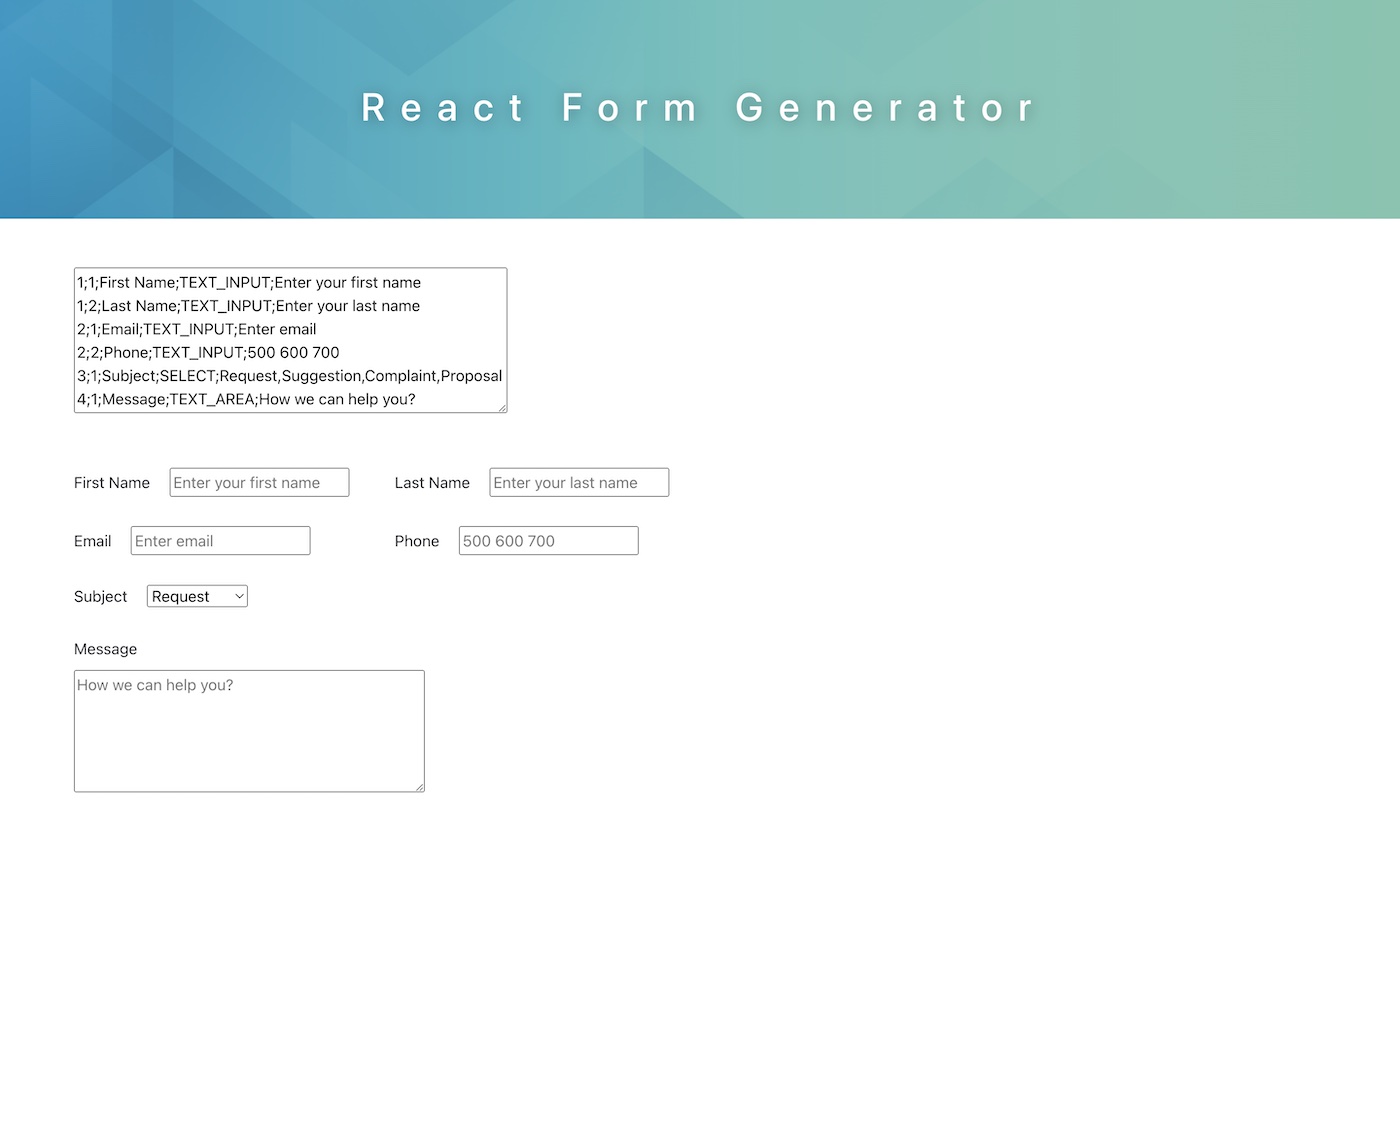 React Form Generator
1;1;First Name;TEXT_INPUT;Enter your first name
1;2;Last Name;TEXT_INPUT;Enter your last name
2;1;Email;TEXT_INPUT;Enter email
2;2;Phone;TEXT_INPUT;500 600 700
3;1;Subject;SELECT;Request,Suggestion,Complaint,Proposal
4;1;Message;TEXT_AREA;How we can help you?
First Name Enter your first name Last Name Enter your last name
Email Enter email Phone 500 600 700
Subject Request
Message
How we can help you?